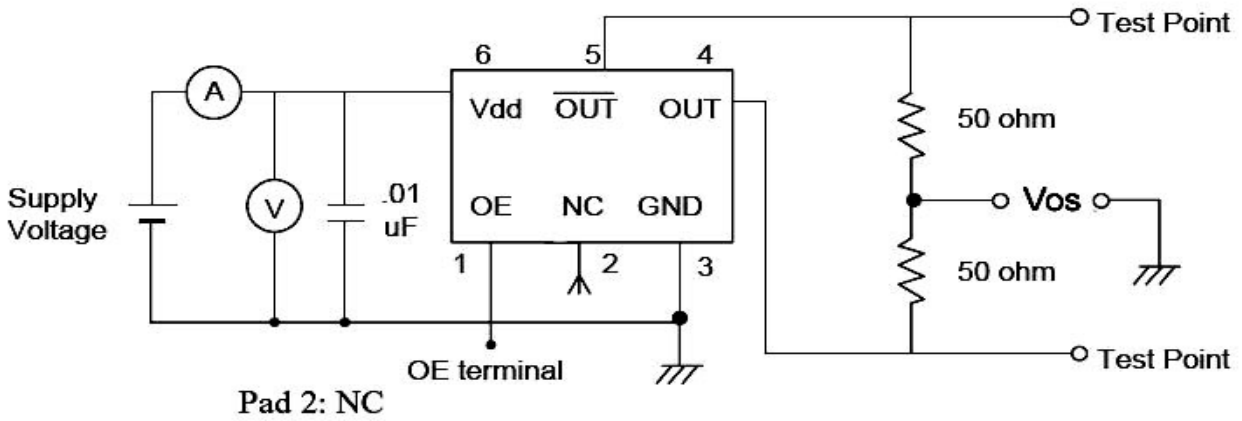 Test Point
6 5 4
A
Vdd OUT OUT
50 ohm
Supply
Voltage
V
.01
uF
OE NC GND
Vos
1 2 3
50 ohm
OE terminal
Test Point
Pad 2: NC